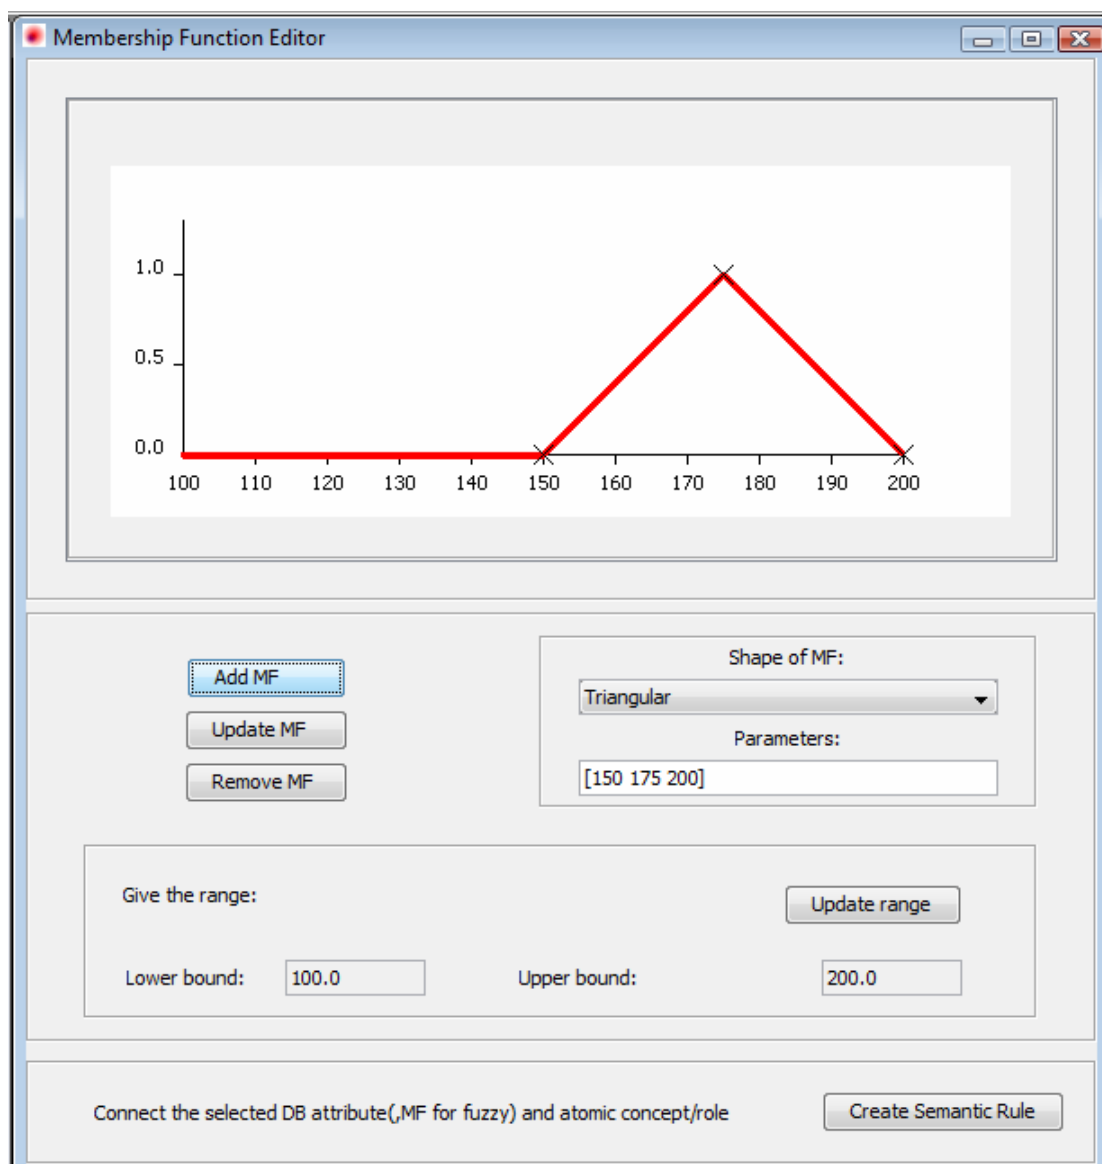 Membership Function Editor
1.0
0.5
0.0
100 110 120 130 140 150 160 170 180 190 200
Add MF
Update MF
Remove MF
Shape of MF:
Triangular
Parameters:
[150 175 200]
Give the range:
Update range
Lower bound: 100.0 Upper bound: 200.0
Connect the selected DB attribute(,MF for fuzzy) and atomic concept/role
Create Semantic Rule